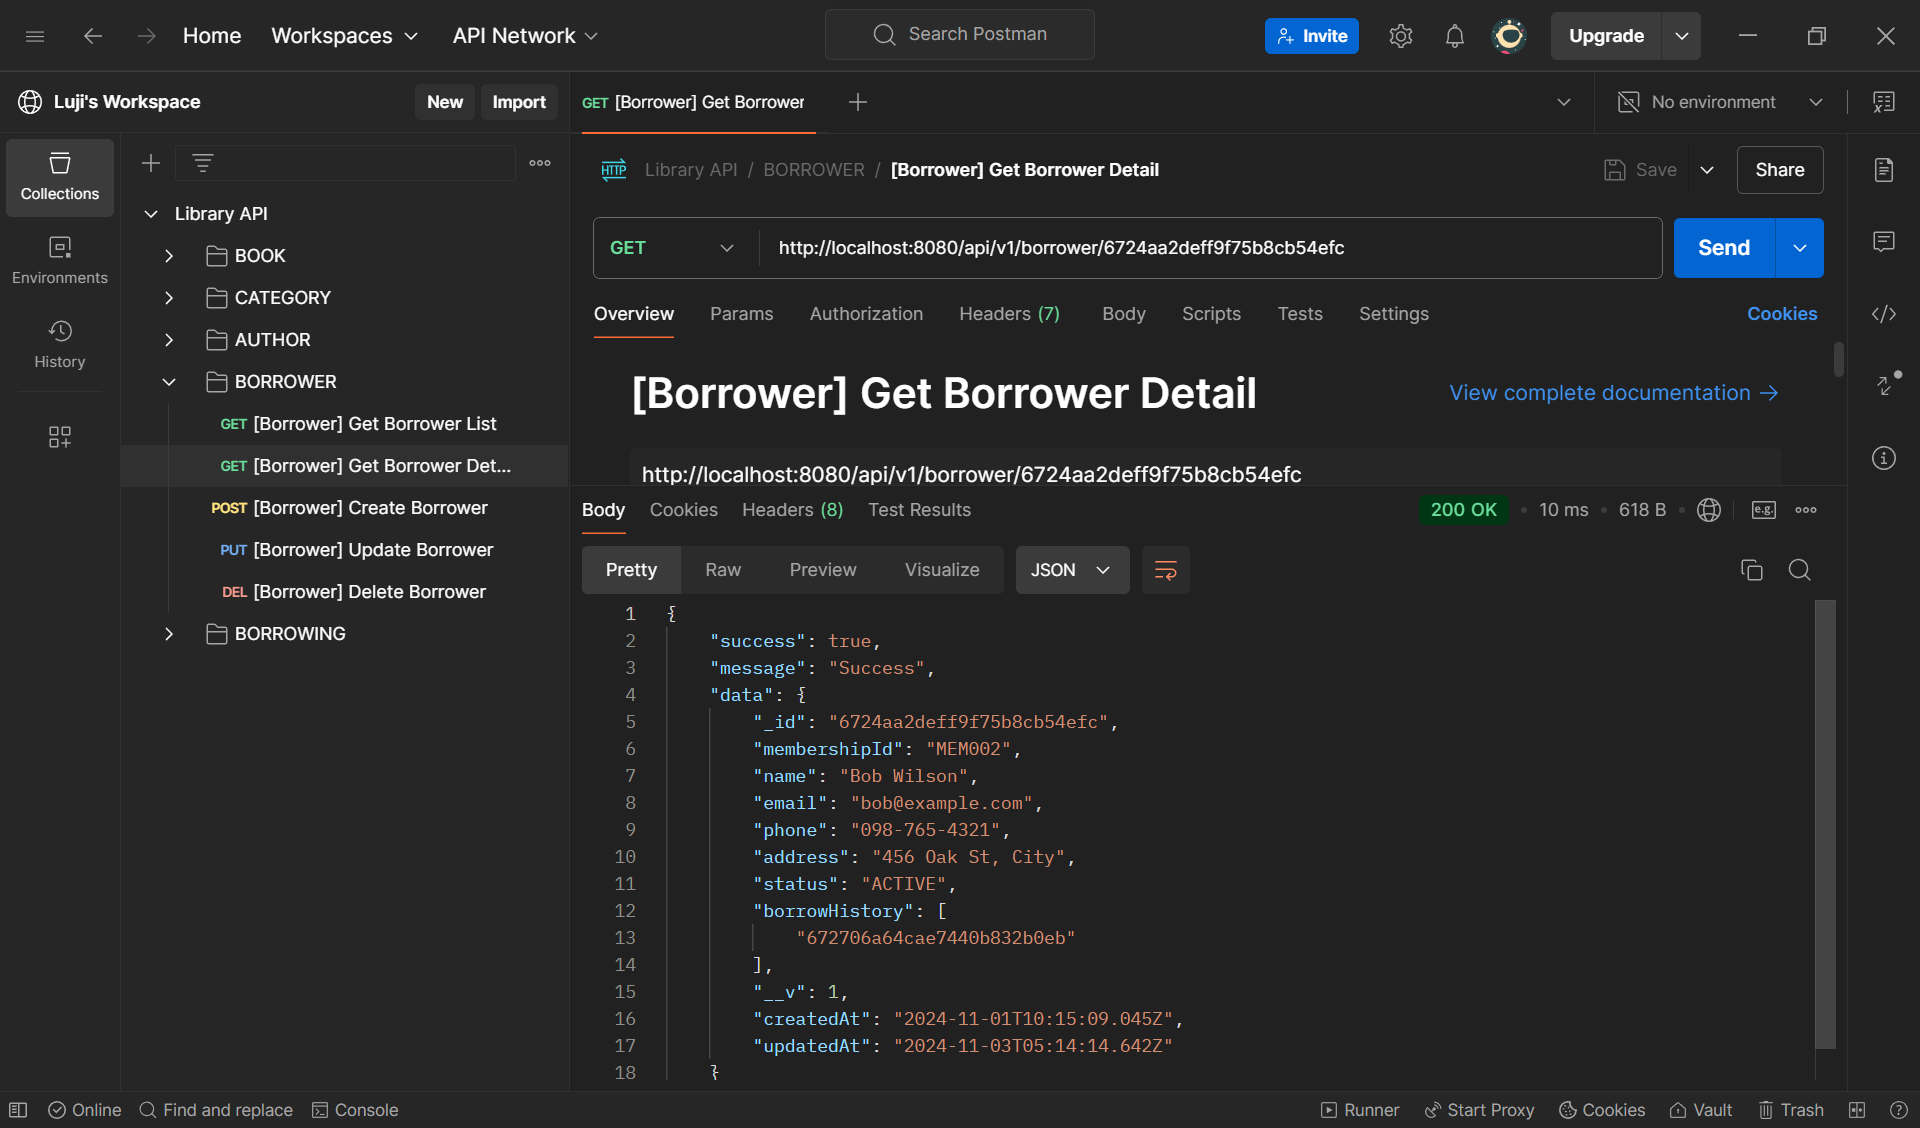 Home Workspaces API Network Search Postman Invite Upgrade
Luji's Workspace New Import
GET [Borrower] Get Borrower No environment
Collections
Environments
History
Library API
BOOK
CATEGORY
AUTHOR
BORROWER
GET [Borrower] Get Borrower List
GET [Borrower] Get Borrower Det...
POST [Borrower] Create Borrower
PUT [Borrower] Update Borrower
DEL [Borrower] Delete Borrower
BORROWING
HTTP Library API / BORROWER / [Borrower] Get Borrower Detail Save Share
GET http://localhost:8080/api/v1/borrower/6724aa2deff9f75b8cb54efc Send
Overview Params Authorization Headers (7) Body Scripts Tests Settings Cookies
[Borrower] Get Borrower Detail View complete documentation →
http://localhost:8080/api/v1/borrower/6724aa2deff9f75b8cb54efc
Body Cookies Headers (8) Test Results 200 OK • 10 ms • 618 B • e.g.
Pretty Raw Preview Visualize JSON
1 {
2 "success": true,
3 "message": "Success",
4 "data": {
5 "_id": "6724aa2deff9f75b8cb54efc",
6 "membershipId": "MEM002",
7 "name": "Bob Wilson",
8 "email": "bob@example.com",
9 "phone": "098-765-4321",
10 "address": "456 Oak St, City",
11 "status": "ACTIVE",
12 "borrowHistory": [
13 "672706a64cae7440b832b0eb"
14 ],
15 "__v": 1,
16 "createdAt": "2024-11-01T10:15:09.045Z",
17 "updatedAt": "2024-11-03T05:14:14.642Z"
18 }
Online Find and replace Console Runner Start Proxy Cookies Vault Trash